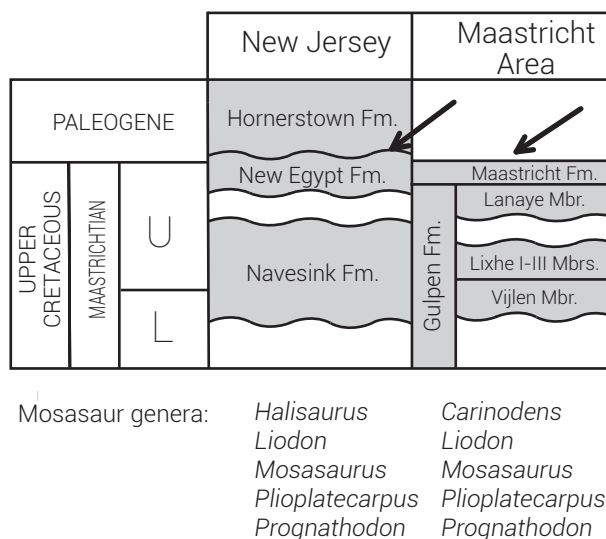 New Jersey
Maastricht
Area
PALEOGENE
Hornerstown Fm.
New Egypt Fm.
Maastricht Fm.
UPPER
CRETACEOUS
MAASTRICHTIAN
U
L
Navesink Fm.
Gulpen Fm.
Lanaye Mbr.
Lixhe I-III Mbrs.
Vijlen Mbr.
Mosasaur genera:
Halisaurus
Liodon
Mosasaurus
Plioplatecarpus
Prognathodon
Carinodens
Liodon
Mosasaurus
Plioplatecarpus
Prognathodon